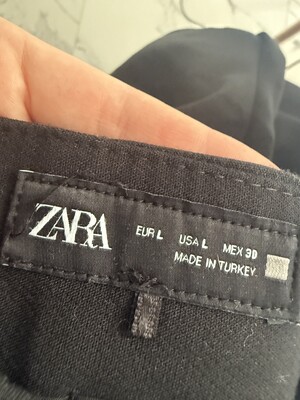 ZARA
EUR L USA L MEX 30
MADE IN TURKEY